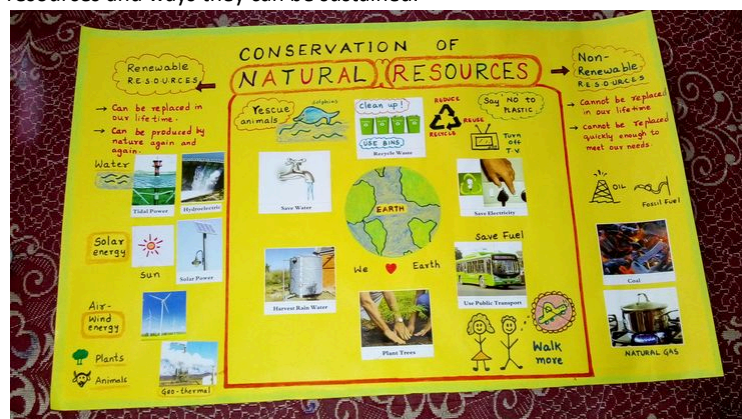 resources and ways they can be sustained.
CONSERVATION OF
NATURAL RESOURCES
Renewable
RESOURCES
→ Can be replaced in
our lifetime.
→ Can be produced by
nature again and
again.
Water
Tidal Power
Hydroelectric
Solar
energy
Sun
Solar Power
Air-
Wind
energy
Plants
Animals
Geo-thermal
rescue
animals
dolphins
clean up!
USE BINS
Recycle Waste
REDUCE
REUSE
RECYCLE
Say NO to
PLASTIC
Turn
off
T.V
Save Water
EARTH
Save Electricity
We ❤ Earth
Save Fuel
Harvest Rain Water
Plant Trees
Use Public Transport
Walk
more
Non-
Renewable
RESOURCES
→ Cannot be replaced
in our lifetime
→ cannot be replaced
quickly enough to
meet our needs.
OIL
Fossil Fuel
Coal
NATURAL GAS